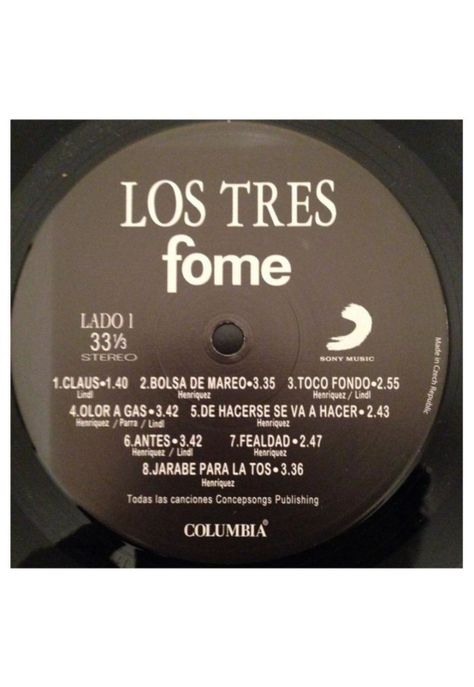 LOS TRES
fome
LADO 1
33⅓
STEREO
SONY MUSIC
Made in Czech Republic
1.CLAUS•1.40 2.BOLSA DE MAREO•3.35 3.TOCO FONDO•2.55
Lindl Henriquez Henriquez / Lindl
4.OLOR A GAS•3.42 5.DE HACERSE SE VA A HACER•2.43
Henriquez / Parra / Lindl Henriquez
6.ANTES•3.42 7.FEALDAD•2.47
Henriquez / Lindl Henriquez
8.JARABE PARA LA TOS•3.36
Henriquez
Todas las canciones Concepsongs Publishing
COLUMBIA®